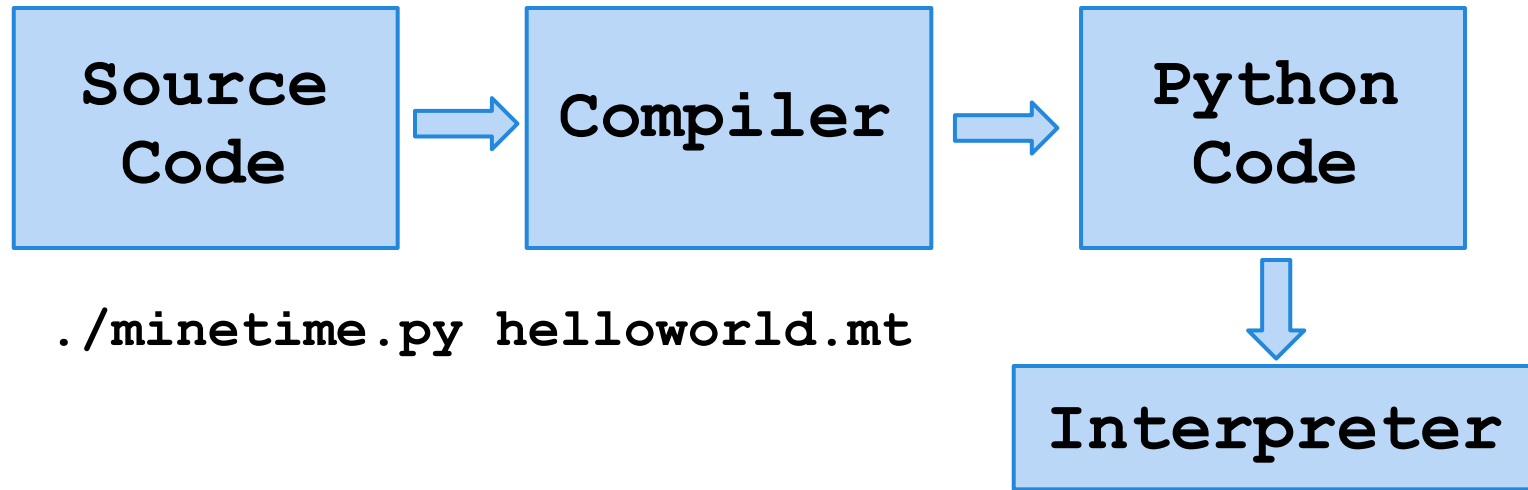 Source
Code
Compiler
Python
Code
./minetime.py helloworld.mt
Interpreter